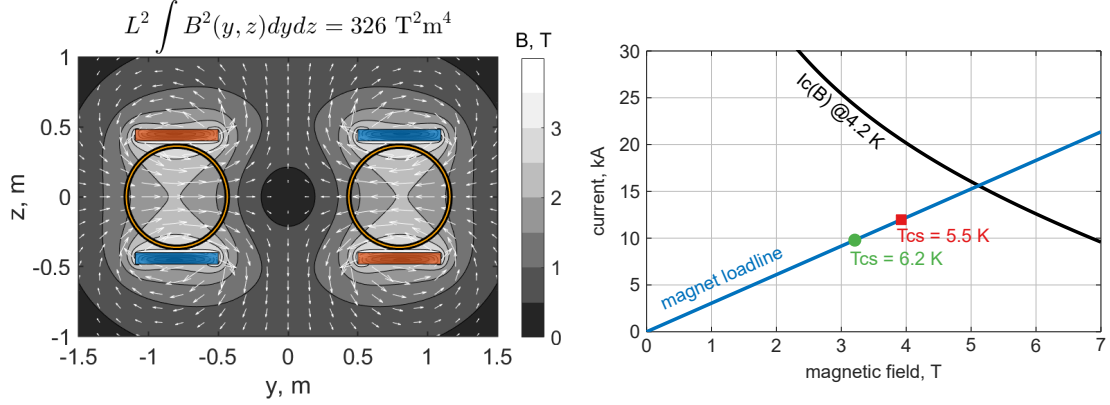 L² ∫ B²(y, z)dydz = 326 T²m⁴
B, T
1
0.5
0
-0.5
-1
z, m
-1.5 -1 -0.5 0 0.5 1 1.5
y, m
3
2
1
0
30
25
20
15
10
5
0
current, kA
Ic(B) @4.2 K
Tcs = 5.5 K
Tcs = 6.2 K
magnet loadline
0 1 2 3 4 5 6 7
magnetic field, T